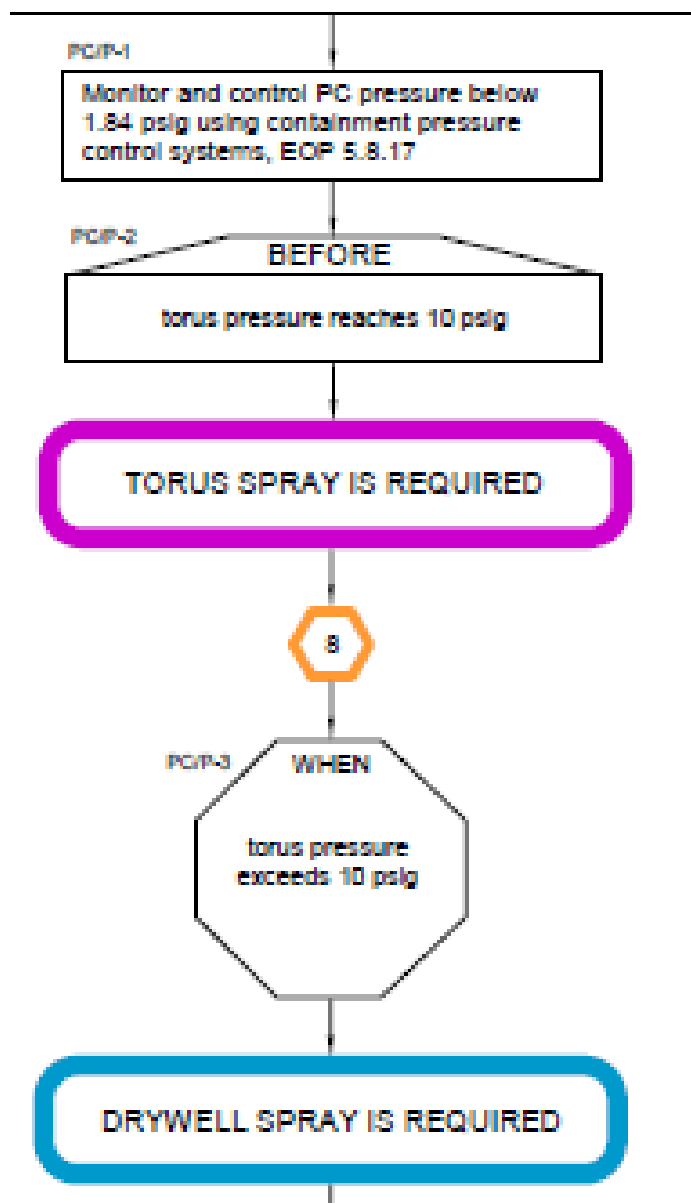 PC/P-1
Monitor and control PC pressure below
1.84 psig using containment pressure
control systems, EOP 5.8.17
PC/P-2
BEFORE
torus pressure reaches 10 psig
TORUS SPRAY IS REQUIRED
8
PC/P-3
WHEN
torus pressure
exceeds 10 psig
DRYWELL SPRAY IS REQUIRED